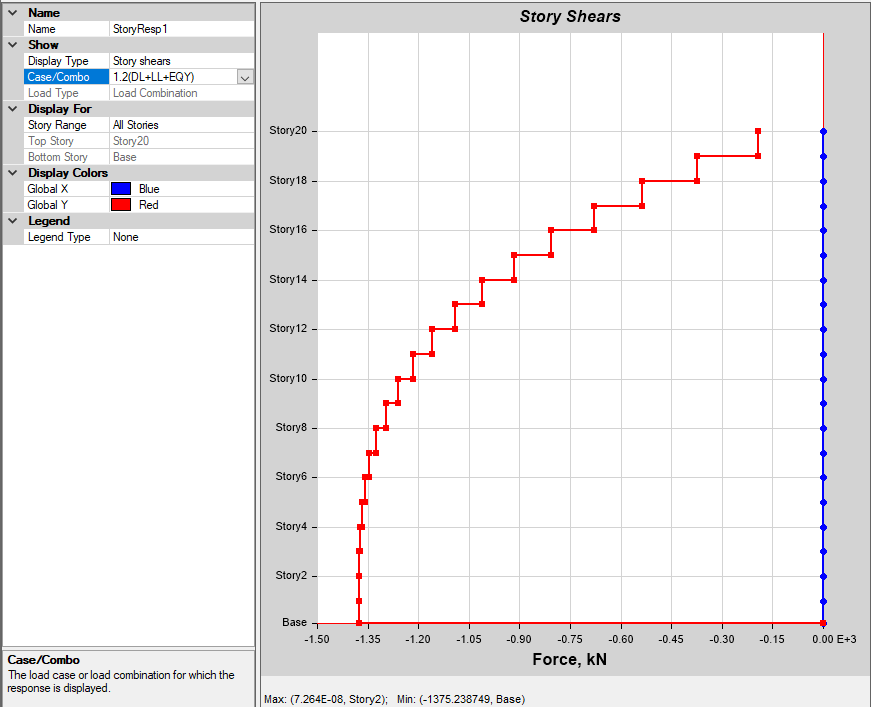 Name
Name StoryResp1
Show
Display Type Story shears
Case/Combo 1.2(DL+LL+EQY)
Load Type Load Combination
Display For
Story Range All Stories
Top Story Story20
Bottom Story Base
Display Colors
Global X Blue
Global Y Red
Legend
Legend Type None
Case/Combo
The load case or load combination for which the
response is displayed.
Story Shears
Story20
Story18
Story16
Story14
Story12
Story10
Story8
Story6
Story4
Story2
Base
-1.50 -1.35 -1.20 -1.05 -0.90 -0.75 -0.60 -0.45 -0.30 -0.15 0.00 E+3
Force, kN
Max: (7.264E-08, Story2); Min: (-1375.238749, Base)